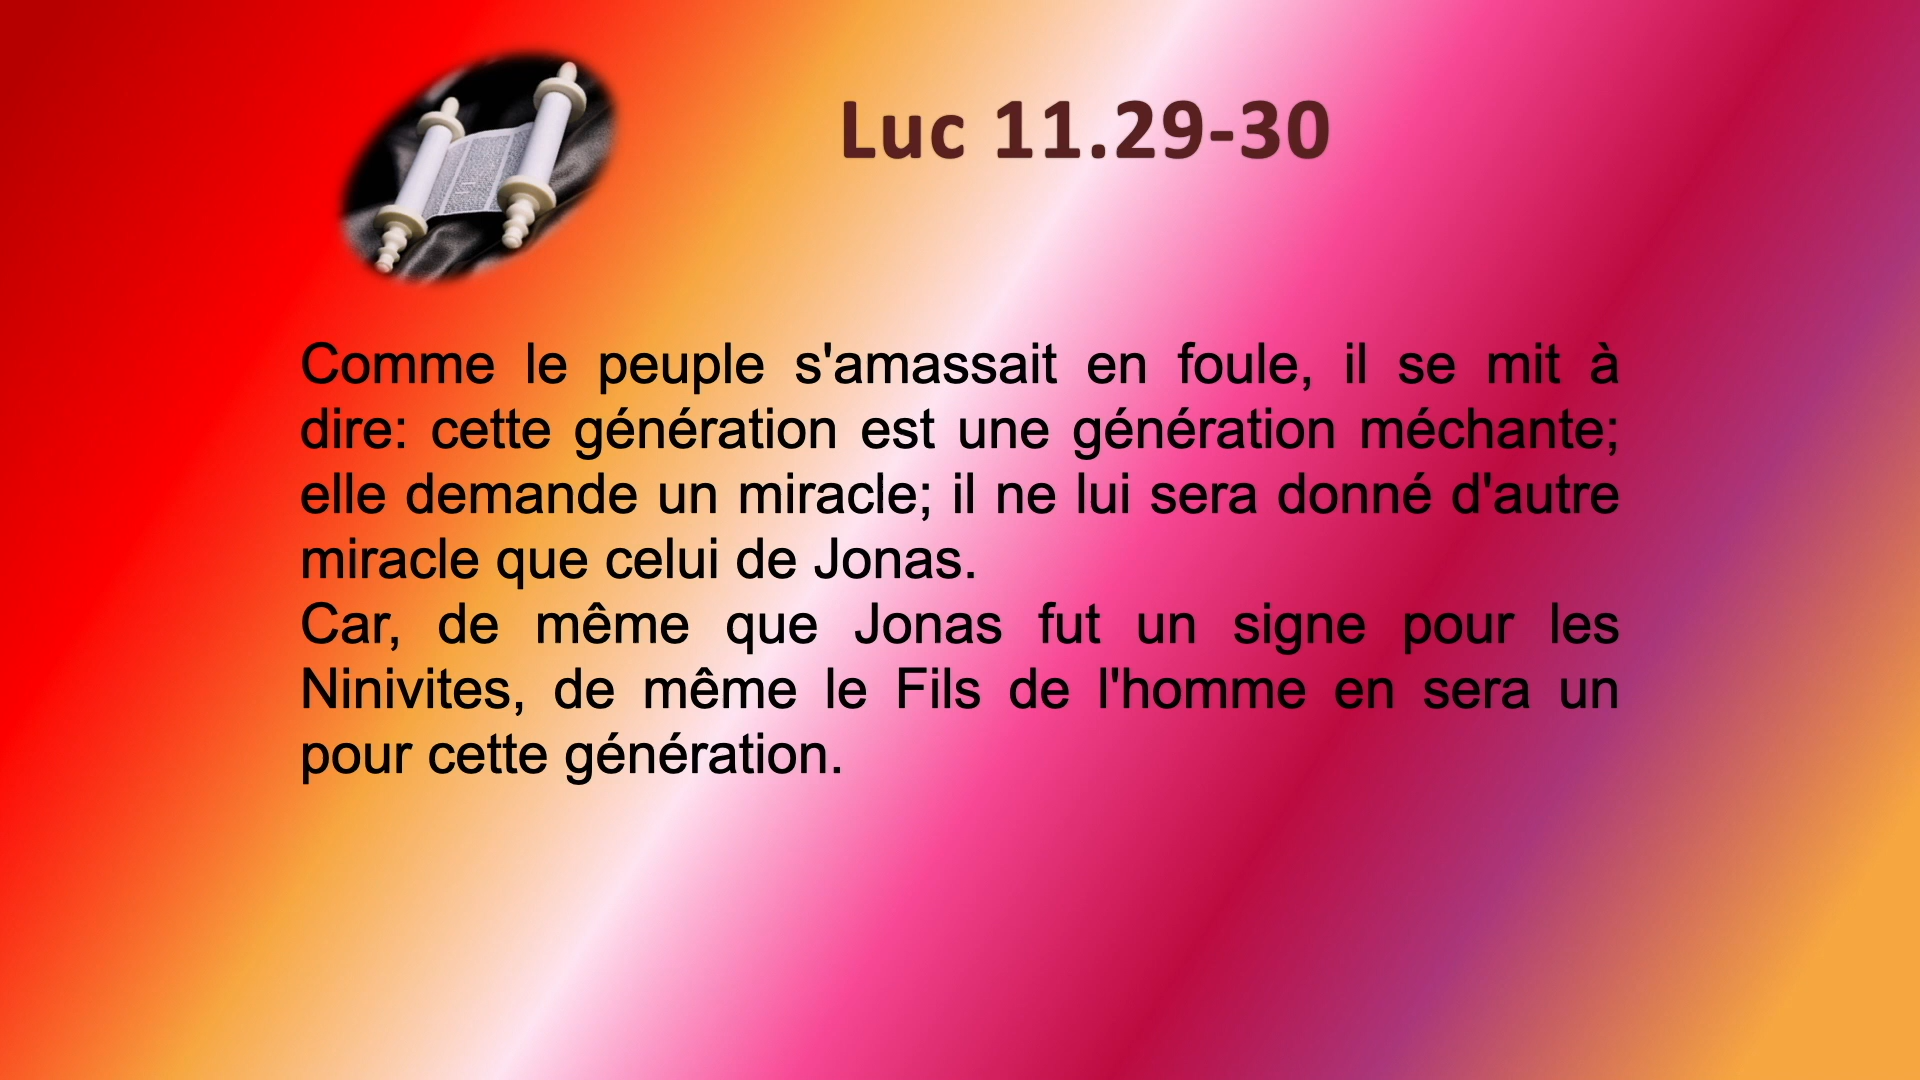 Luc 11.29-30
Comme le peuple s'amassait en foule, il se mit à
dire: cette génération est une génération méchante;
elle demande un miracle; il ne lui sera donné d'autre
miracle que celui de Jonas.
Car, de même que Jonas fut un signe pour les
Ninivites, de même le Fils de l'homme en sera un
pour cette génération.